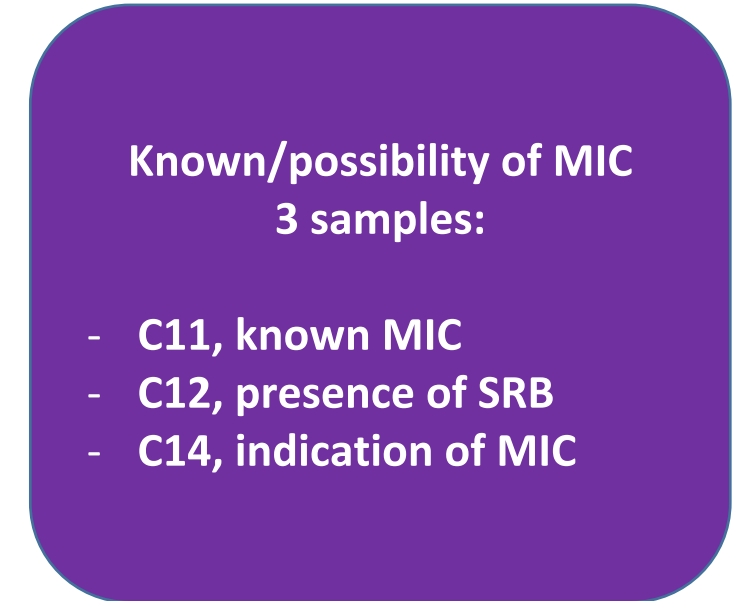 Known/possibility of MIC
3 samples:
- C11, known MIC
- C12, presence of SRB
- C14, indication of MIC